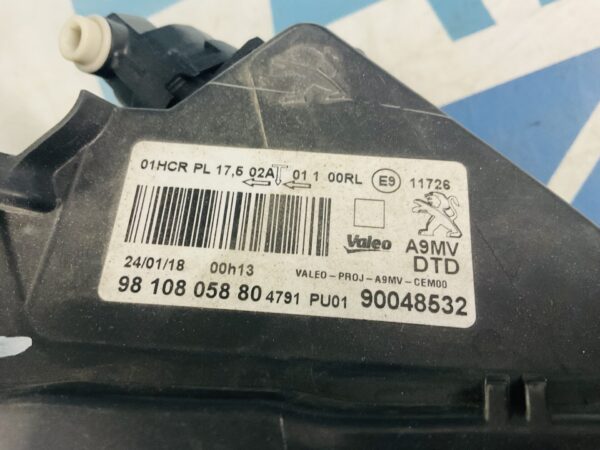 01HCR PL 17,5 02A 01 1 00RL E9 11726
Valeo A9MV
DTD
24/01/18 00h13 VALEO-PROJ-A9MV-CEM00
98 108 058 80 4791 PU01 90048532